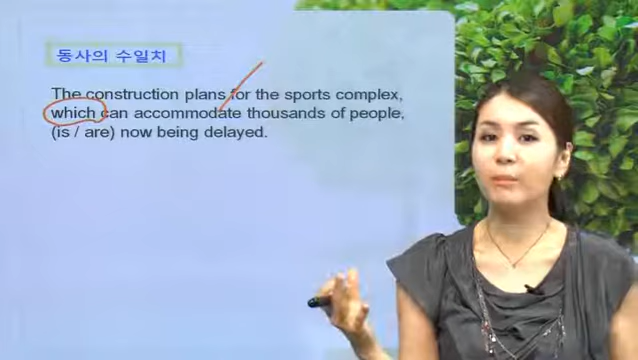 동사의 수일치
The construction plans for the sports complex,
which can accommodate thousands of people,
(is / are) now being delayed.